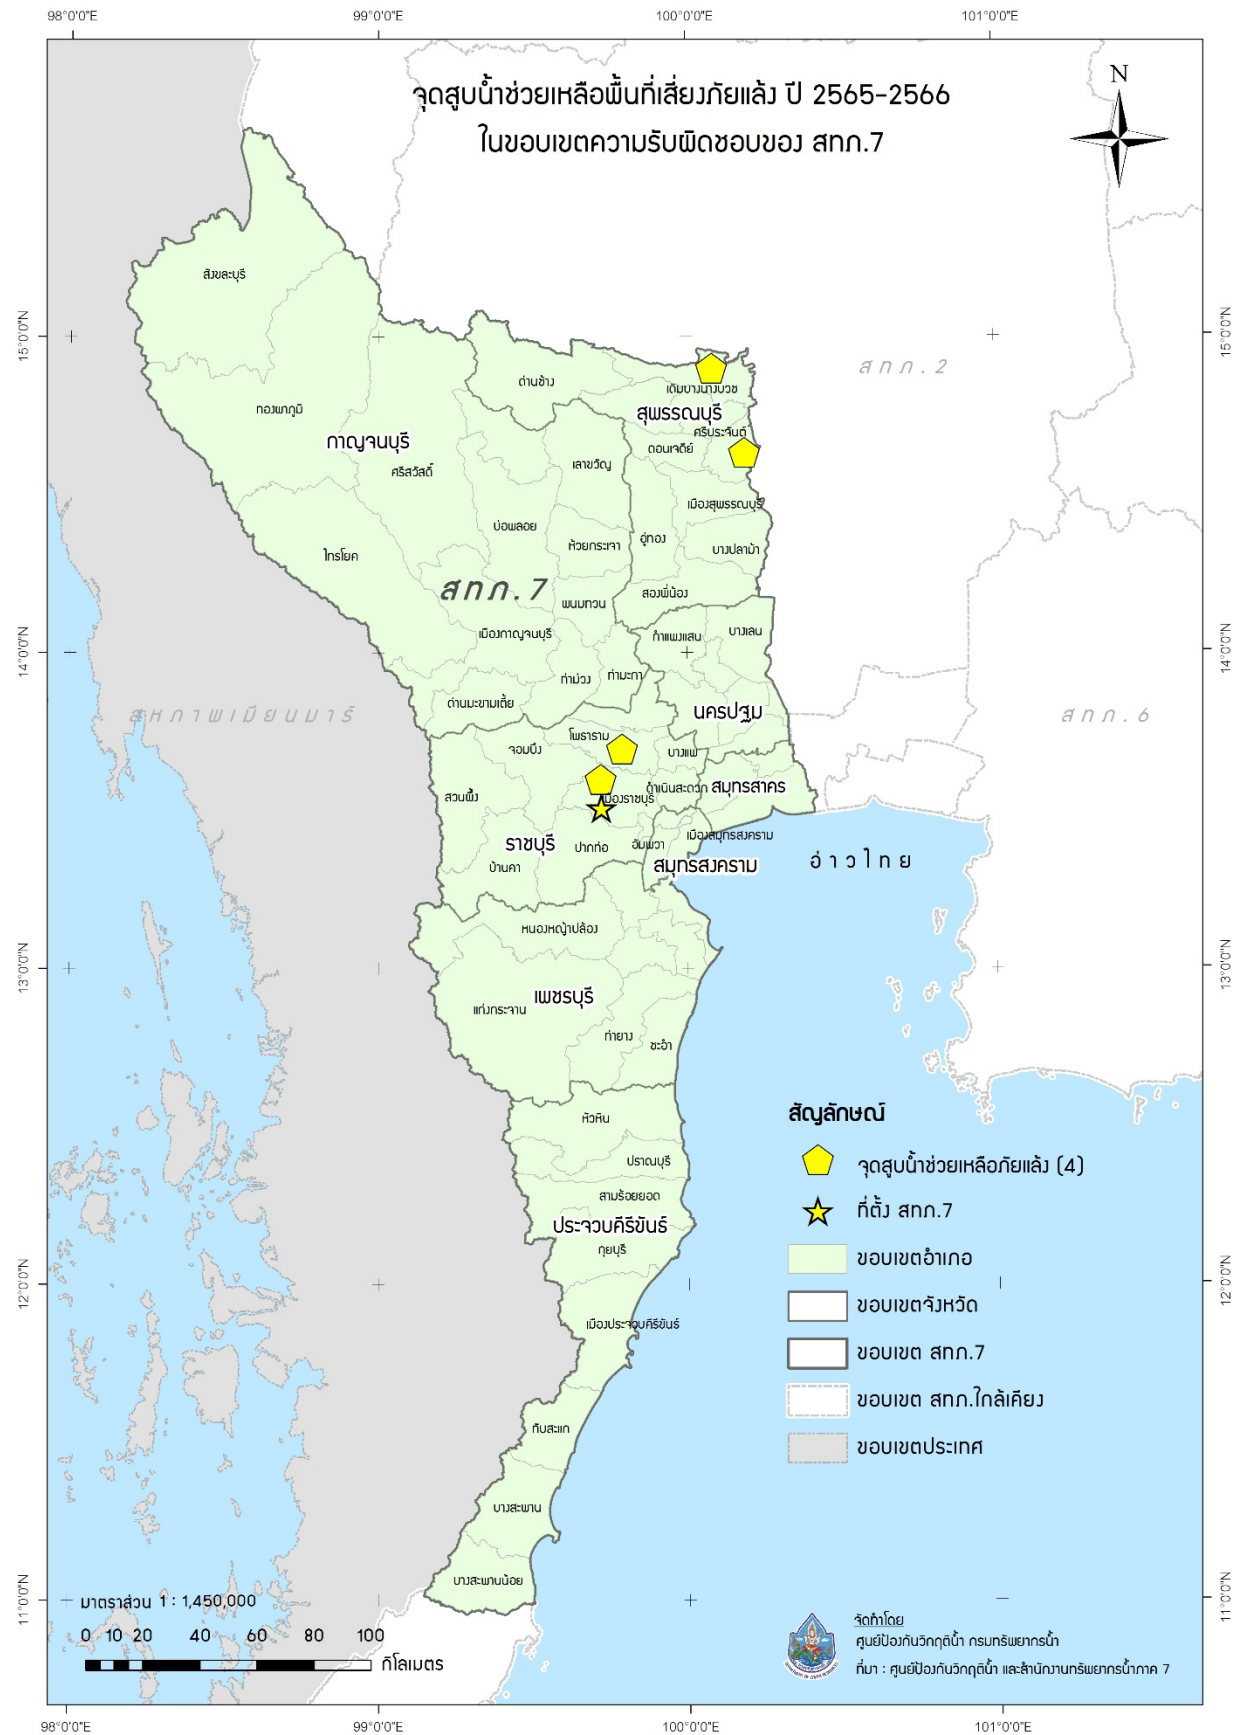 98°0'0"E
99°0'0"E
100°0'0"E
101°0'0"E
จุดสูบน้ำช่วยเหลือพื้นที่เสี่ยงภัยแล้ง ปี 2565-2566
ในขอบเขตความรับผิดชอบของ สทภ.7
N
สังขละบุรี
15°0'0"N
15°0'0"N
สทภ.2
ด่านช้าง
เดิมบางนางบวช
ทองผาภูมิ
สุพรรณบุรี
ศรีประจันต์
กาญจนบุรี
ดอนเจดีย์
ศรีสวัสดิ์
เลาขวัญ
เมืองสุพรรณบุรี
บ่อพลอย
อู่ทอง
ห้วยกระเจา
บางปลาม้า
ไทรโยค
สทภ.7
สองพี่น้อง
พนมทวน
เมืองกาญจนบุรี
กำแพงแสน
บางเลน
14°0'0"N
14°0'0"N
ท่าม่วง
ท่ามะกา
ด่านมะขามเตี้ย
นครปฐม
สหภาพเมียนมาร์
สทภ.6
โพธาราม
จอมบึง
บางแพ
สวนผึ้ง
เมืองราชบุรี
ดำเนินสะดวก
สมุทรสาคร
ราชบุรี
ปากท่อ
อัมพวา
เมืองสมุทรสงคราม
บ้านคา
สมุทรสงคราม
อ่าวไทย
หนองหญ้าปล้อง
13°0'0"N
13°0'0"N
เพชรบุรี
แก่งกระจาน
ท่ายาง
ชะอำ
หัวหิน
ปราณบุรี
สามร้อยยอด
ประจวบคีรีขันธ์
กุยบุรี
12°0'0"N
12°0'0"N
เมืองประจวบคีรีขันธ์
ทับสะแก
บางสะพาน
บางสะพานน้อย
11°0'0"N
11°0'0"N
สัญลักษณ์
จุดสูบน้ำช่วยเหลือภัยแล้ง (4)
ที่ตั้ง สทภ.7
ขอบเขตอำเภอ
ขอบเขตจังหวัด
ขอบเขต สทภ.7
ขอบเขต สทภ.ใกล้เคียง
ขอบเขตประเทศ
มาตราส่วน 1 : 1,450,000
0 10 20 40 60 80 100
กิโลเมตร
จัดทำโดย
ศูนย์ป้องกันวิกฤติน้ำ กรมทรัพยากรน้ำ
ที่มา : ศูนย์ป้องกันวิกฤติน้ำ และสำนักงานทรัพยากรน้ำภาค 7
98°0'0"E
99°0'0"E
100°0'0"E
101°0'0"E